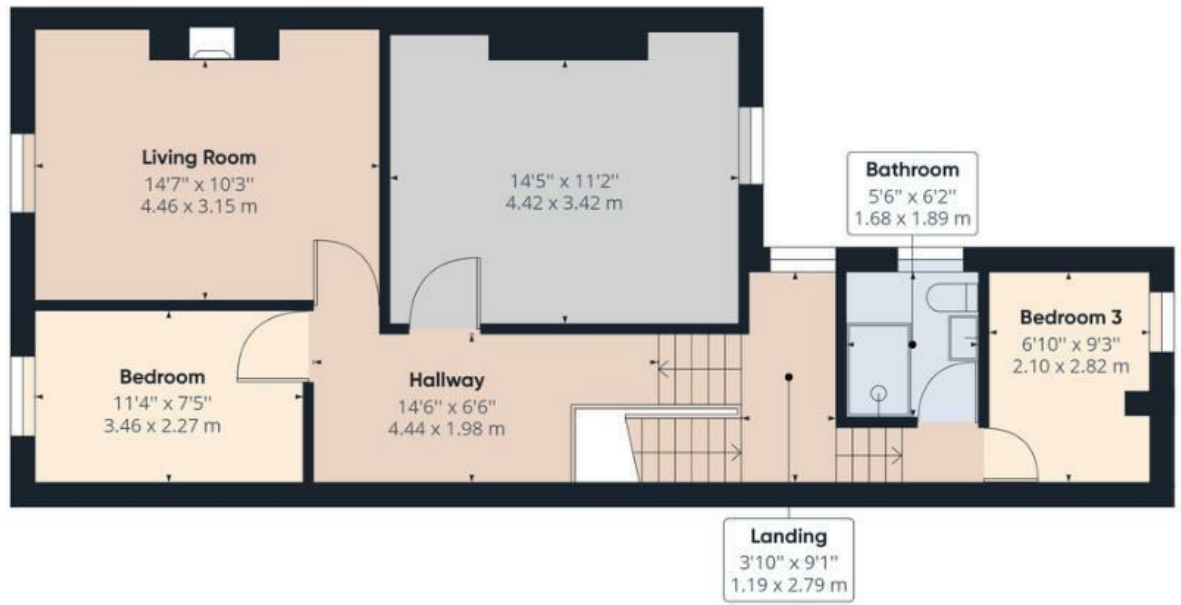 Living Room
14'7" x 10'3"
4.46 x 3.15 m
14'5" x 11'2"
4.42 x 3.42 m
Bathroom
5'6" x 6'2"
1.68 x 1.89 m
Bedroom 3
6'10" x 9'3"
2.10 x 2.82 m
Bedroom
11'4" x 7'5"
3.46 x 2.27 m
Hallway
14'6" x 6'6"
4.44 x 1.98 m
Landing
3'10" x 9'1"
1.19 x 2.79 m